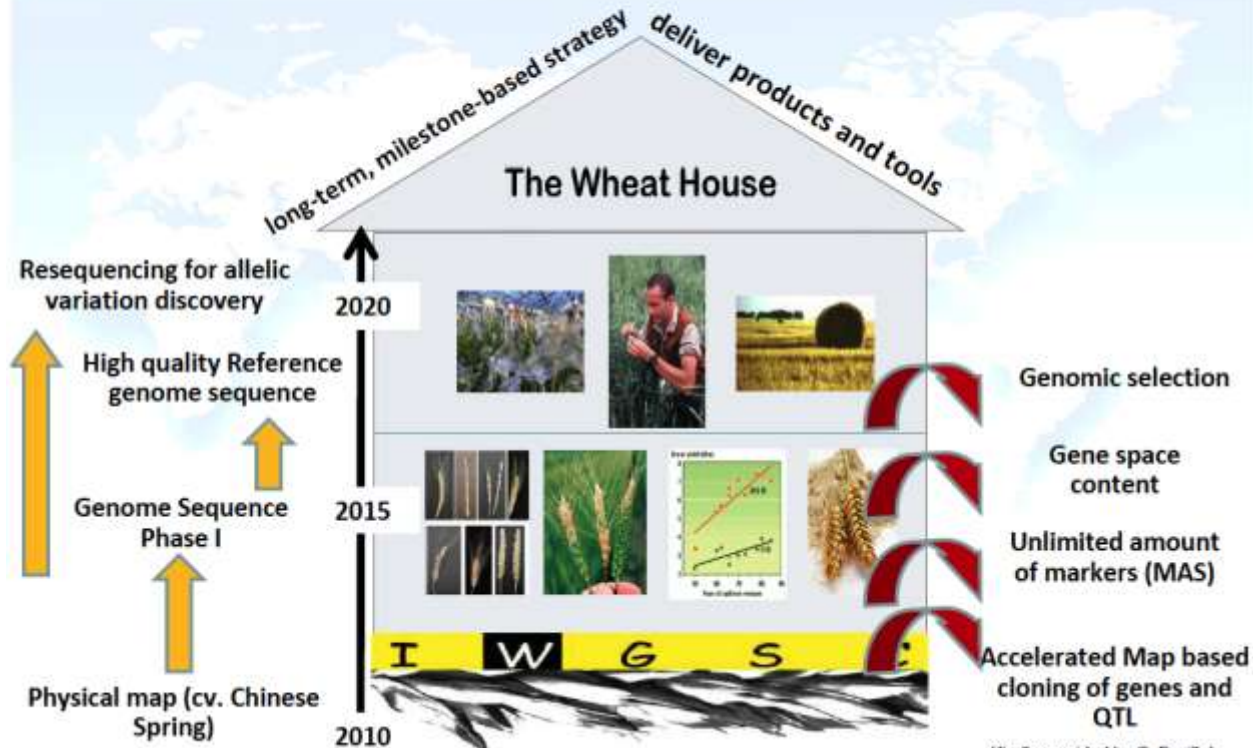 long-term, milestone-based strategy
deliver products and tools
The Wheat House
Resequencing for allelic
variation discovery
2020
High quality Reference
genome sequence
Genomic selection
Gene space
content
Genome Sequence
Phase I
2015
Unlimited amount
of markers (MAS)
I W G S
Accelerated Map based
cloning of genes and
QTL
Physical map (cv. Chinese
Spring)
2010